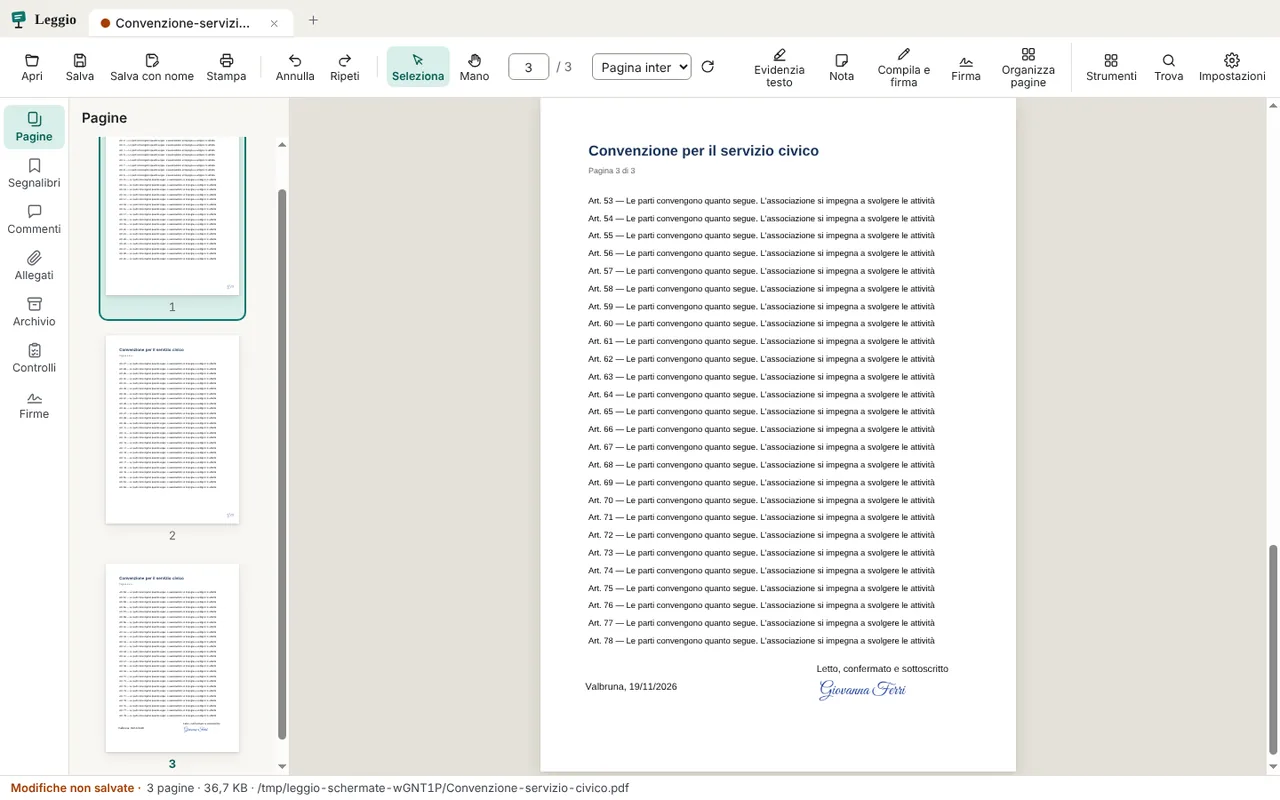 Leggio
Convenzione-servizi...
Apri
Salva
Salva con nome
Stampa
Annulla
Ripeti
Seleziona
Mano
3 / 3
Pagina inter
Evidenzia testo
Nota
Compila e firma
Firma
Organizza pagine
Strumenti
Trova
Impostazioni
Pagine
Segnalibri
Commenti
Allegati
Archivio
Controlli
Firme
Pagine
1
Convenzione per il servizio civico
2
Convenzione per il servizio civico
3
Convenzione per il servizio civico
Pagina 3 di 3
Art. 53 — Le parti convengono quanto segue. L'associazione si impegna a svolgere le attività
Art. 54 — Le parti convengono quanto segue. L'associazione si impegna a svolgere le attività
Art. 55 — Le parti convengono quanto segue. L'associazione si impegna a svolgere le attività
Art. 56 — Le parti convengono quanto segue. L'associazione si impegna a svolgere le attività
Art. 57 — Le parti convengono quanto segue. L'associazione si impegna a svolgere le attività
Art. 58 — Le parti convengono quanto segue. L'associazione si impegna a svolgere le attività
Art. 59 — Le parti convengono quanto segue. L'associazione si impegna a svolgere le attività
Art. 60 — Le parti convengono quanto segue. L'associazione si impegna a svolgere le attività
Art. 61 — Le parti convengono quanto segue. L'associazione si impegna a svolgere le attività
Art. 62 — Le parti convengono quanto segue. L'associazione si impegna a svolgere le attività
Art. 63 — Le parti convengono quanto segue. L'associazione si impegna a svolgere le attività
Art. 64 — Le parti convengono quanto segue. L'associazione si impegna a svolgere le attività
Art. 65 — Le parti convengono quanto segue. L'associazione si impegna a svolgere le attività
Art. 66 — Le parti convengono quanto segue. L'associazione si impegna a svolgere le attività
Art. 67 — Le parti convengono quanto segue. L'associazione si impegna a svolgere le attività
Art. 68 — Le parti convengono quanto segue. L'associazione si impegna a svolgere le attività
Art. 69 — Le parti convengono quanto segue. L'associazione si impegna a svolgere le attività
Art. 70 — Le parti convengono quanto segue. L'associazione si impegna a svolgere le attività
Art. 71 — Le parti convengono quanto segue. L'associazione si impegna a svolgere le attività
Art. 72 — Le parti convengono quanto segue. L'associazione si impegna a svolgere le attività
Art. 73 — Le parti convengono quanto segue. L'associazione si impegna a svolgere le attività
Art. 74 — Le parti convengono quanto segue. L'associazione si impegna a svolgere le attività
Art. 75 — Le parti convengono quanto segue. L'associazione si impegna a svolgere le attività
Art. 76 — Le parti convengono quanto segue. L'associazione si impegna a svolgere le attività
Art. 77 — Le parti convengono quanto segue. L'associazione si impegna a svolgere le attività
Art. 78 — Le parti convengono quanto segue. L'associazione si impegna a svolgere le attività
Letto, confermato e sottoscritto
Valbruna, 19/11/2026
Giovanna Ferri
Modifiche non salvate · 3 pagine · 36,7 KB · /tmp/leggio-schermate-wGNT1P/Convenzione-servizio-civico.pdf